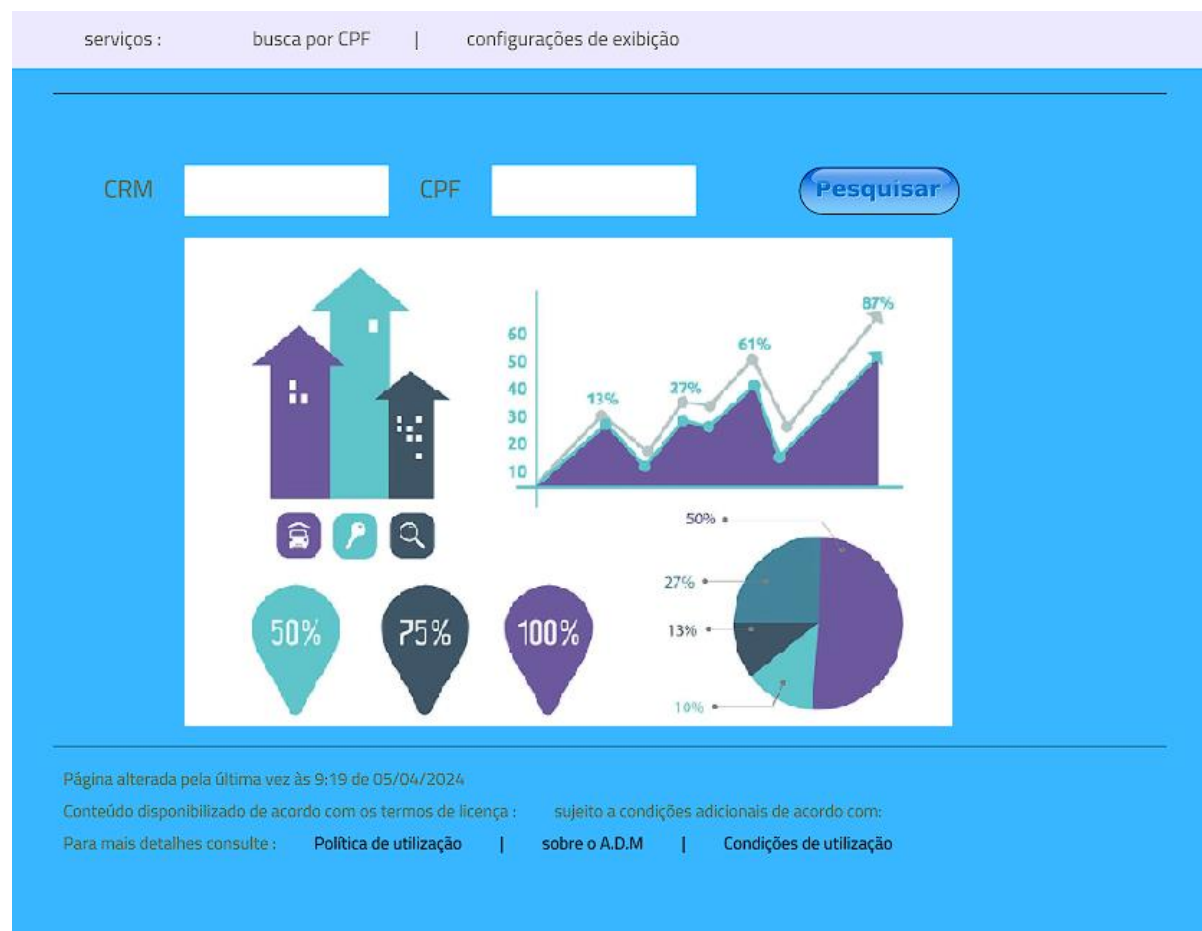 serviços : busca por CPF | configurações de exibição
CRM CPF Pesquisar
87%
60
61%
50
40
27%
13%
30
20
10
50%
27%
50% 75% 100%
13%
10%
Página alterada pela última vez às 9:19 de 05/04/2024
Conteúdo disponibilizado de acordo com os termos de licença : sujeito a condições adicionais de acordo com:
Para mais detalhes consulte : Política de utilização | sobre o A.D.M | Condições de utilização